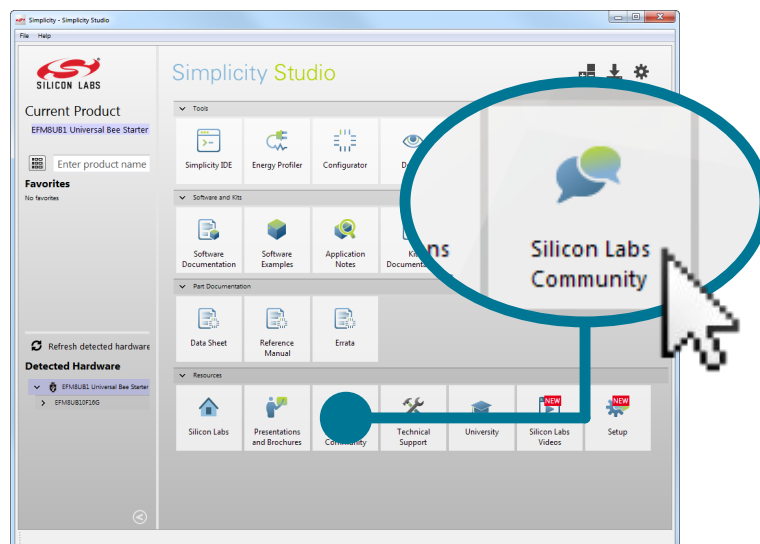 Simplicity - Simplicity Studio
File Help
SILICON LABS
Simplicity Studio
Current Product
EFM8UB1 Universal Bee Starter
Enter product name
Favorites
No favorites
Refresh detected hardware
Detected Hardware
EFM8UB1 Universal Bee Starter
EFM8UB10F16G
Tools
Simplicity IDE
Energy Profiler
Configurator
Software and Kits
Software
Documentation
Software
Examples
Application
Notes
Part Documentation
Data Sheet
Reference
Manual
Errata
Resources
Silicon Labs
Presentations
and Brochures
Community
Technical
Support
University
NEW
Silicon Labs
Videos
NEW
Setup
ns
Silicon Labs
Community